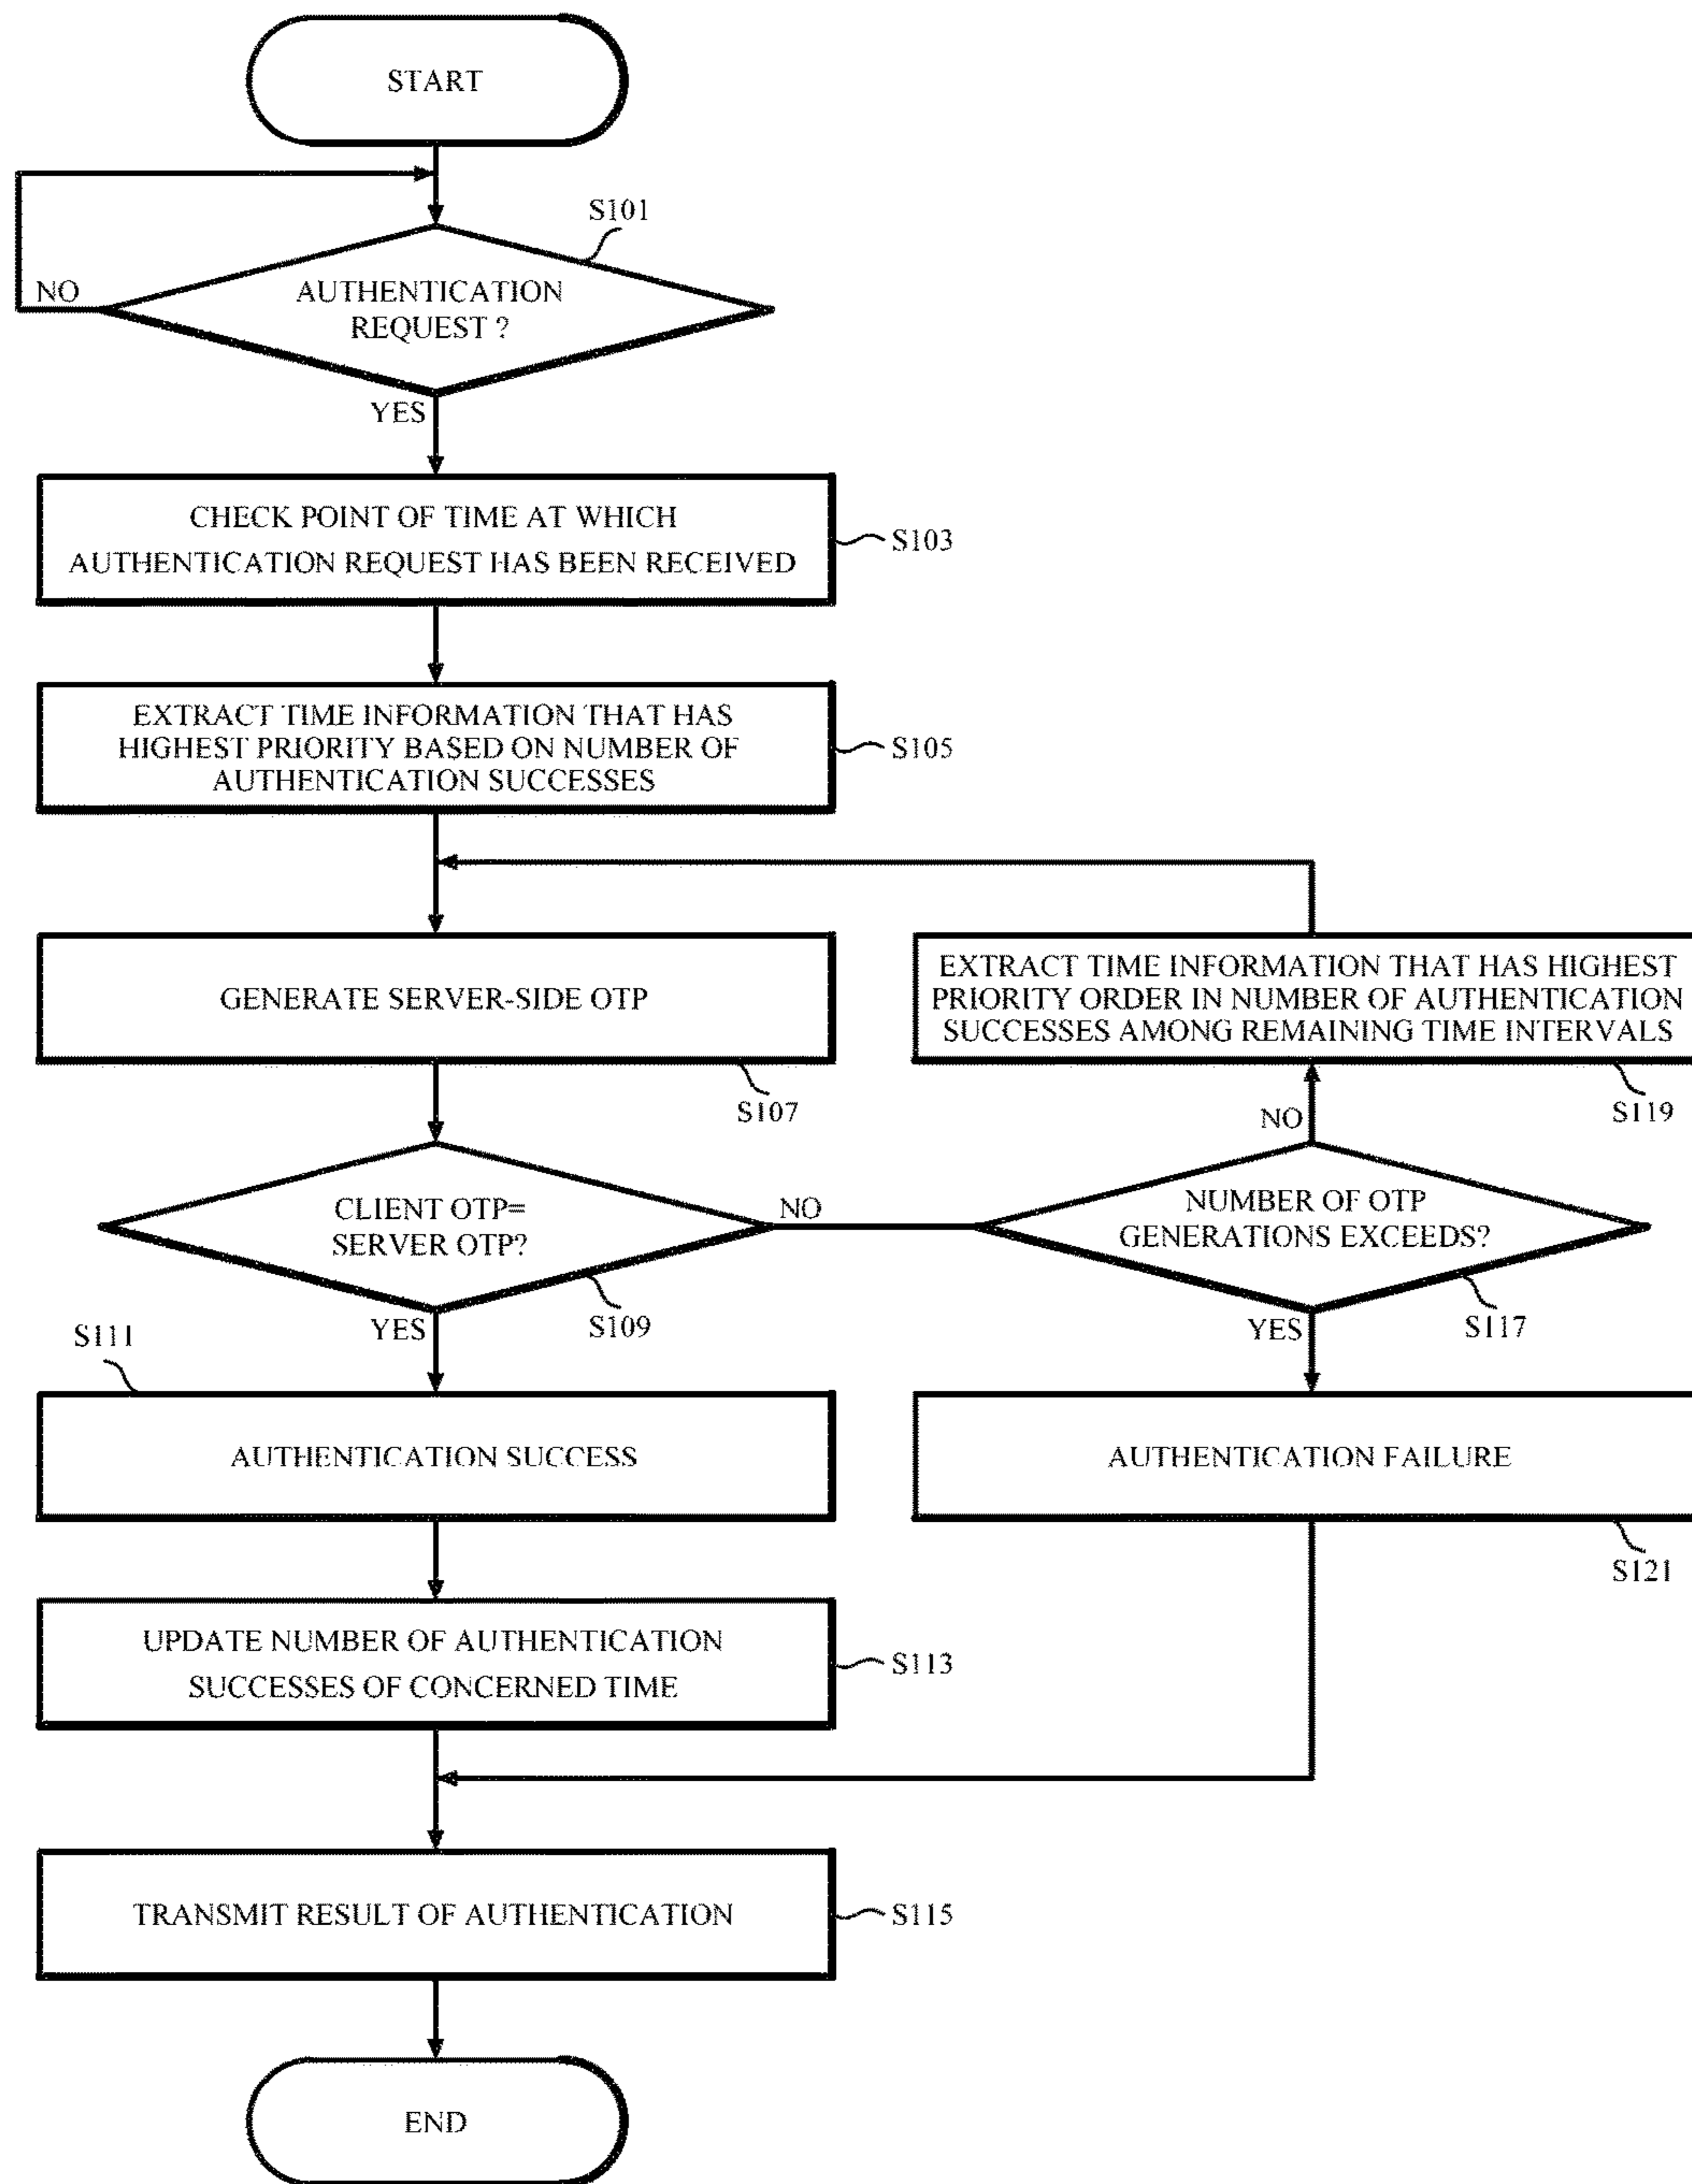 START
S101
NO
AUTHENTICATION
REQUEST ?
YES
CHECK POINT OF TIME AT WHICH
AUTHENTICATION REQUEST HAS BEEN RECEIVED
S103
EXTRACT TIME INFORMATION THAT HAS
HIGHEST PRIORITY BASED ON NUMBER OF
AUTHENTICATION SUCCESSES
S105
GENERATE SERVER-SIDE OTP
S107
EXTRACT TIME INFORMATION THAT HAS HIGHEST
PRIORITY ORDER IN NUMBER OF AUTHENTICATION
SUCCESSES AMONG REMAINING TIME INTERVALS
S119
NO
CLIENT OTP=
SERVER OTP?
NO
S109
YES
NUMBER OF OTP
GENERATIONS EXCEEDS?
S117
YES
S111
AUTHENTICATION SUCCESS
AUTHENTICATION FAILURE
S121
UPDATE NUMBER OF AUTHENTICATION
SUCCESSES OF CONCERNED TIME
S113
TRANSMIT RESULT OF AUTHENTICATION
S115
END